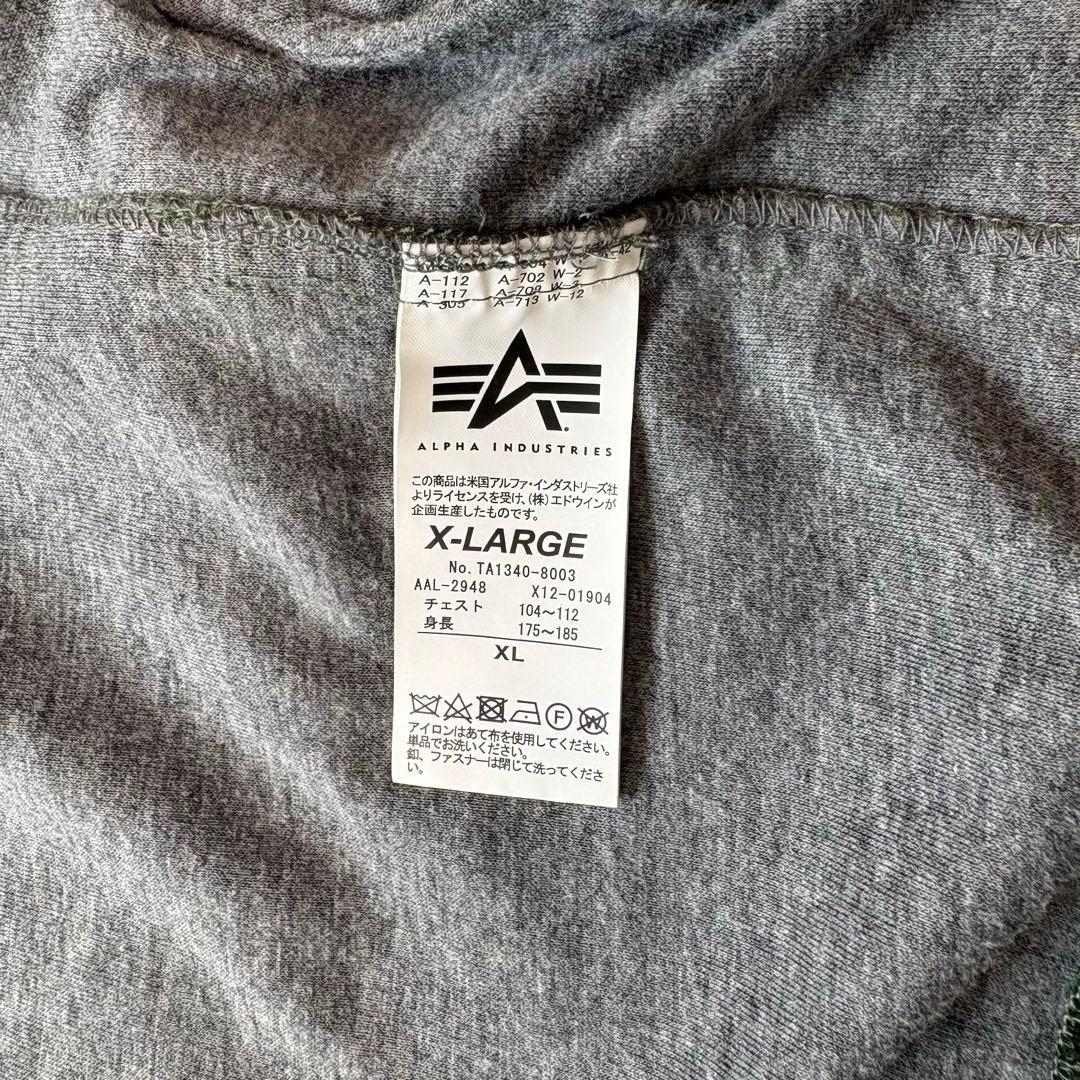 A-112 A-702 W-2
A-117 A-709 W-3
A-305 A-713 W-12
ALPHA INDUSTRIES
この商品は米国アルファ・インダストリーズ社
よりライセンスを受け、(株)エドウインが
企画生産したものです。
X-LARGE
No. TA1340-8003
AAL-2948 X12-01904
チェスト 104〜112
身長 175〜185
XL
F W
アイロンはあて布を使用してください。
単品でお洗いください。
釦、ファスナーは閉じて洗ってくださ
い。